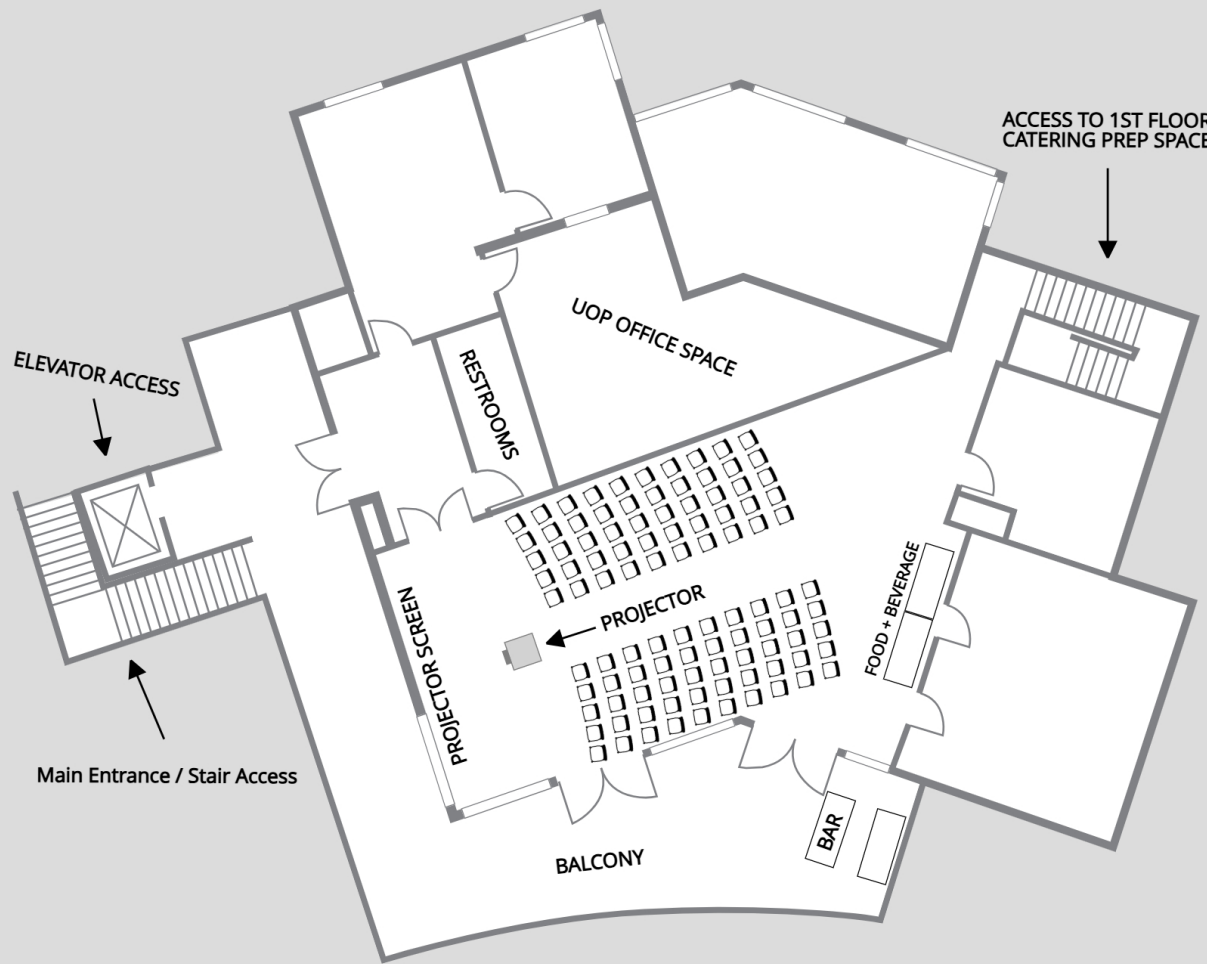 ACCESS TO 1ST FLOOR
CATERING PREP SPACE
UOP OFFICE SPACE
ELEVATOR ACCESS
RESTROOMS
FOOD + BEVERAGE
PROJECTOR
PROJECTOR SCREEN
Main Entrance / Stair Access
BAR
BALCONY